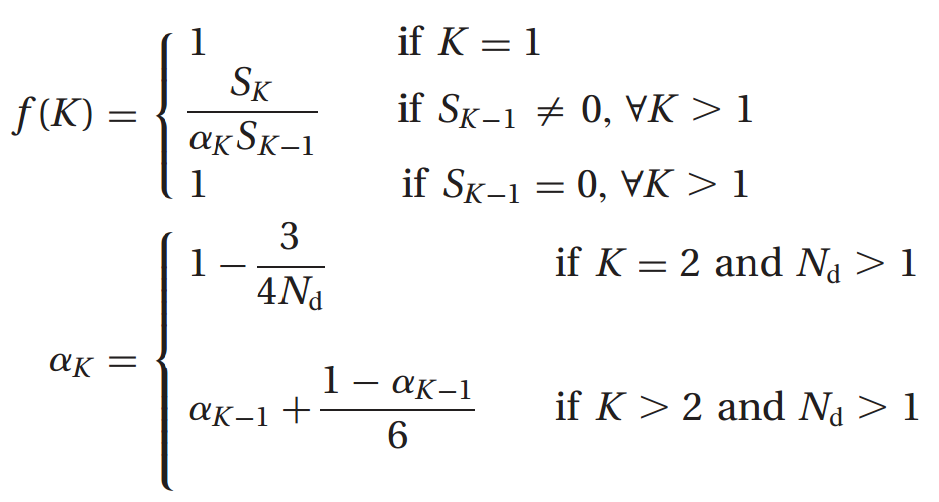 f(K) = { 1 if K = 1
S_K / (α_K S_{K−1}) if S_{K−1} ≠ 0, ∀K > 1
1 if S_{K−1} = 0, ∀K > 1
α_K = { 1 − 3 / (4N_d) if K = 2 and N_d > 1
α_{K−1} + (1 − α_{K−1}) / 6 if K > 2 and N_d > 1